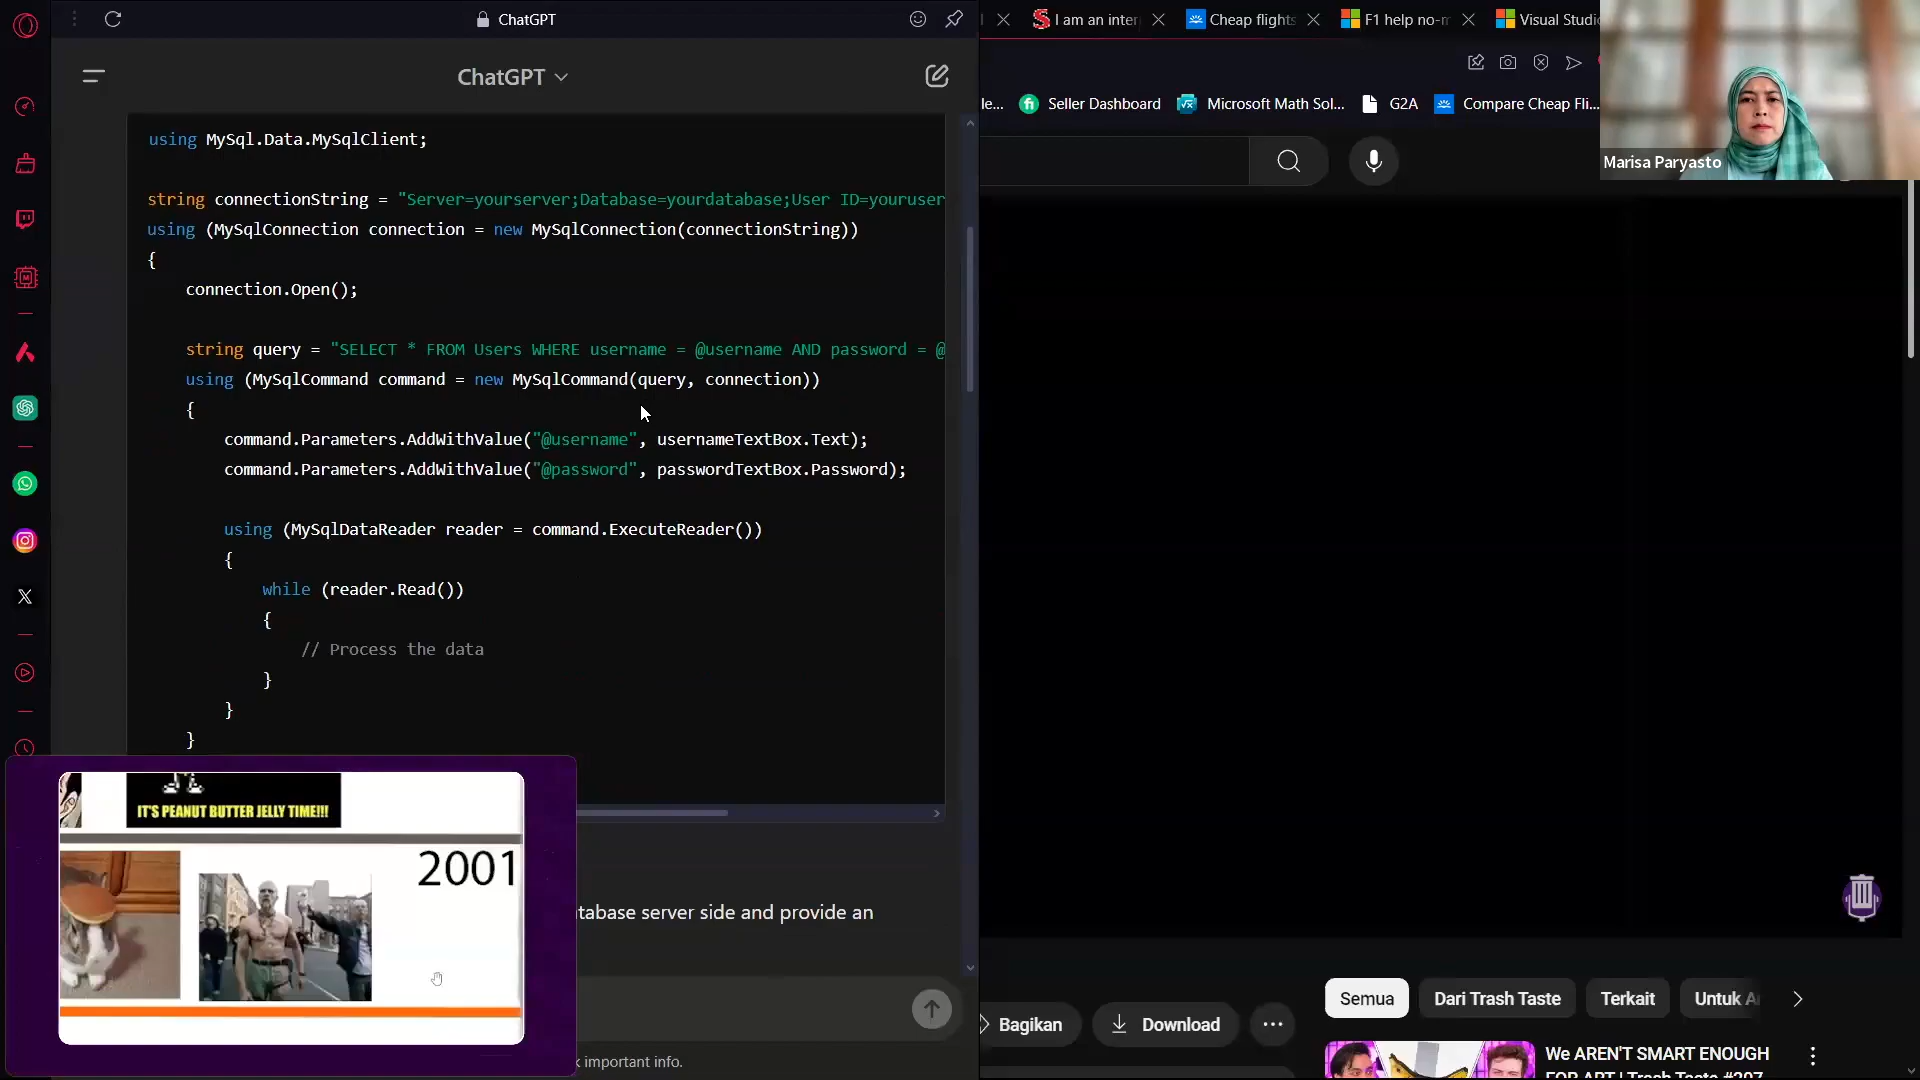 ChatGPT
ChatGPT
using MySql.Data.MySqlClient;
string connectionString = "Server=yourserver;Database=yourdatabase;User ID=youruser
using (MySqlConnection connection = new MySqlConnection(connectionString))
{
connection.Open();
string query = "SELECT * FROM Users WHERE username = @username AND password = @
using (MySqlCommand command = new MySqlCommand(query, connection))
{
command.Parameters.AddWithValue("@username", usernameTextBox.Text);
command.Parameters.AddWithValue("@password", passwordTextBox.Password);
using (MySqlDataReader reader = command.ExecuteReader())
{
while (reader.Read())
{
// Process the data
}
}
}
tabase server side and provide an
important info.
IT'S PEANUT BUTTER JELLY TIME!!!
2001
I am an inter
Cheap flights
F1 help no-m
Visual Studi
le...
Seller Dashboard
Microsoft Math Sol...
G2A
Compare Cheap Fli...
Marisa Paryasto
Bagikan
Download
Semua
Dari Trash Taste
Terkait
Untuk A
We AREN'T SMART ENOUGH
FOR ART | Trash Taste #207